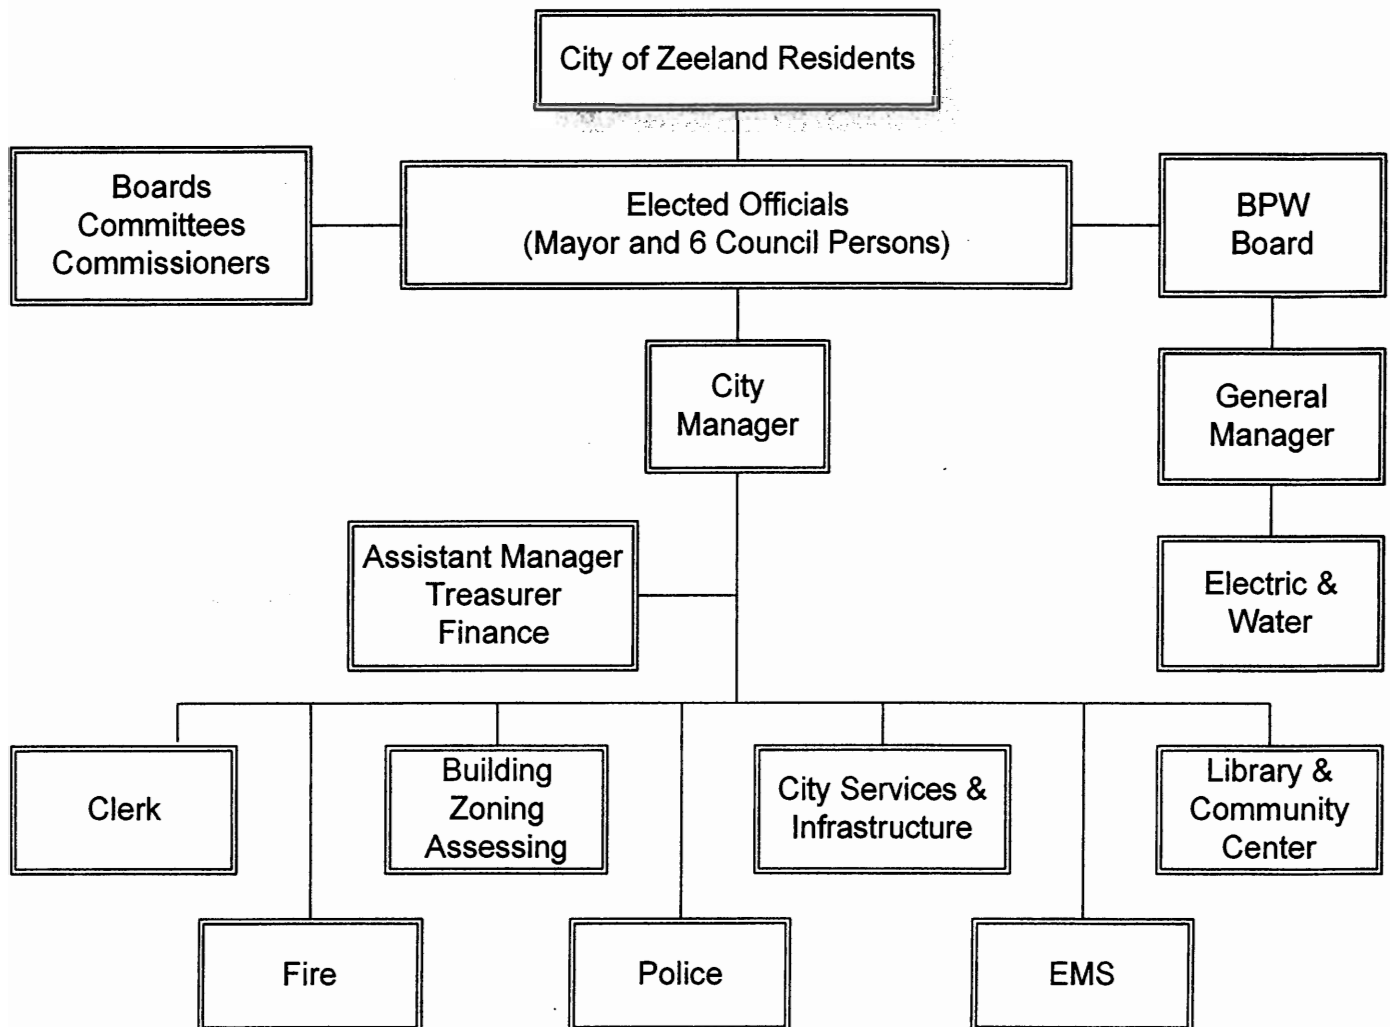 City of Zeeland Residents
Boards
Committees
Commissioners
Elected Officials
(Mayor and 6 Council Persons)
BPW
Board
City
Manager
General
Manager
Assistant Manager
Treasurer
Finance
Electric &
Water
Clerk
Building
Zoning
Assessing
City Services &
Infrastructure
Library &
Community
Center
Fire
Police
EMS